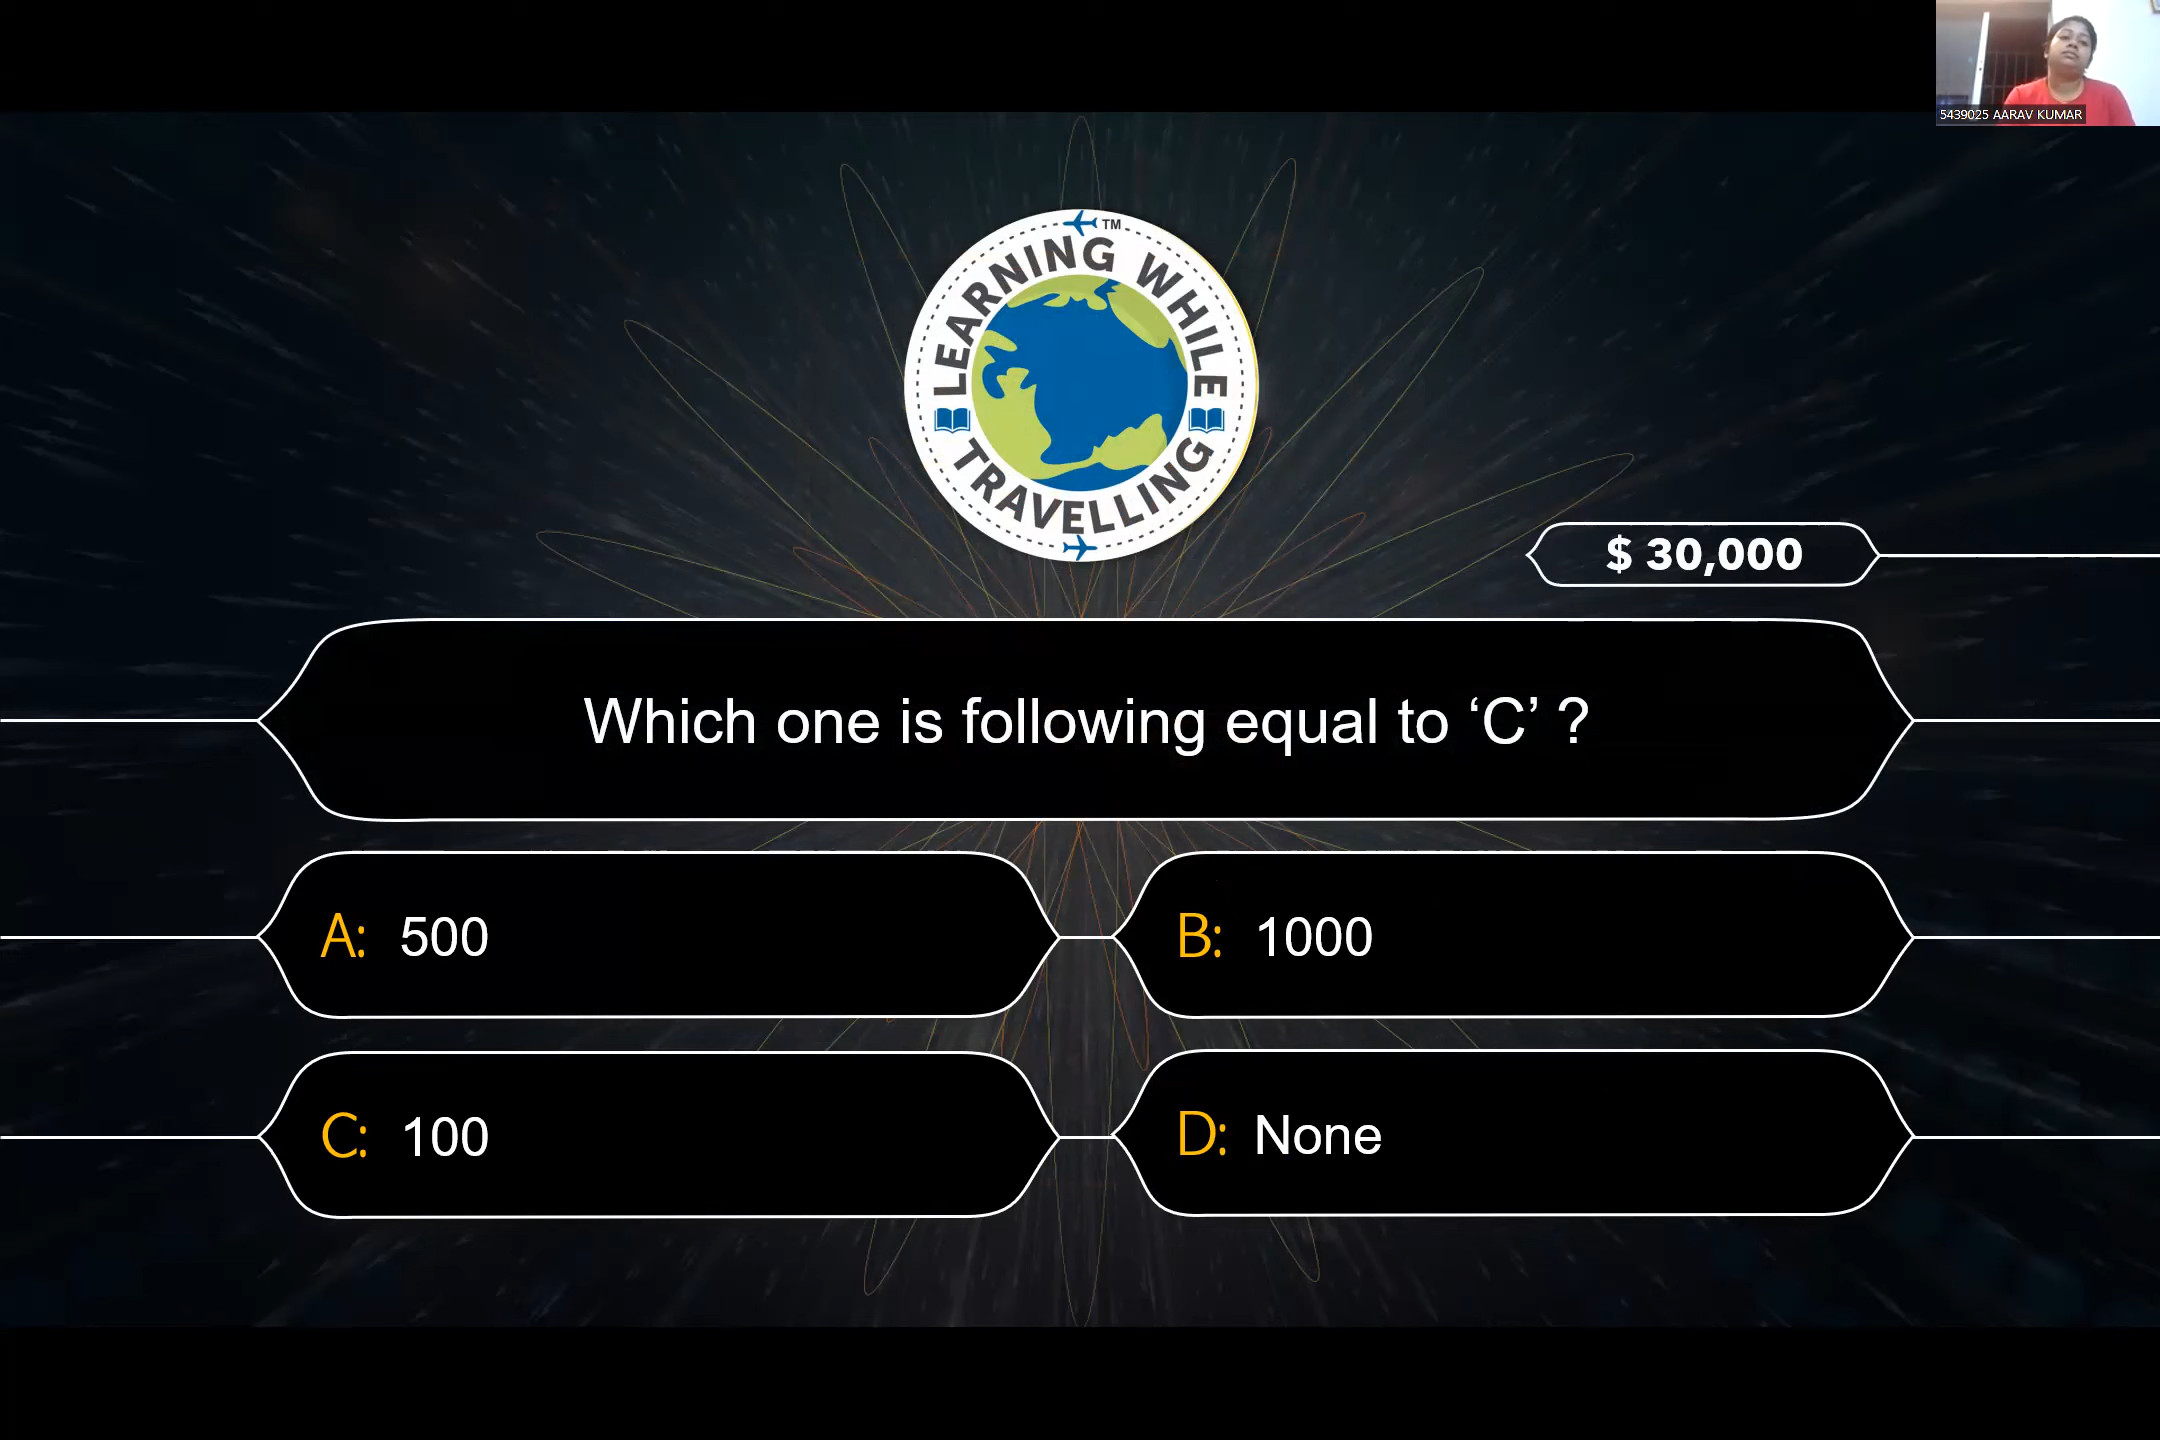 5439025 AARAV KUMAR
LEARNING WHILE TRAVELLING TM
$ 30,000
Which one is following equal to ‘C’ ?
A: 500
B: 1000
C: 100
D: None